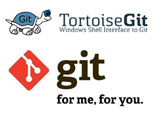 Git
TortoiseGit
Windows Shell Interface to Git
git
for me, for you.